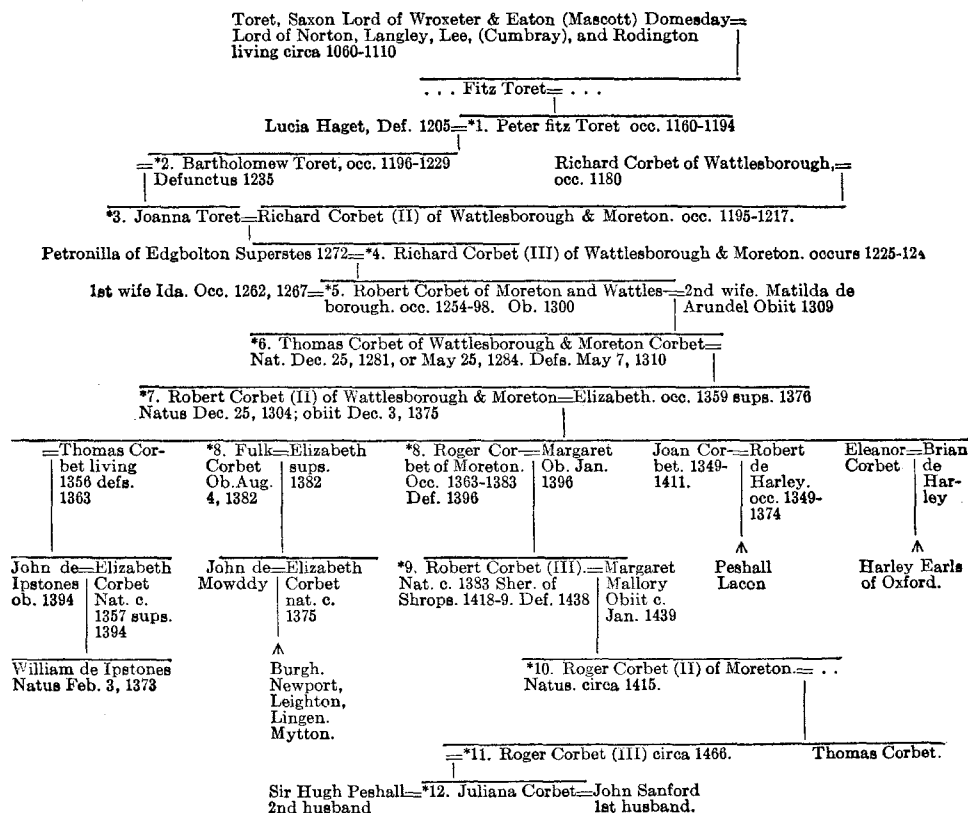 Toret, Saxon Lord of Wroxeter & Eaton (Mascott) Domesday=
Lord of Norton, Langley, Lee, (Cumbray), and Rodington
living circa 1060-1110
. . . Fitz Toret= . . .
Lucia Haget, Def. 1205=*1. Peter fitz Toret occ. 1160-1194
=*2. Bartholomew Toret, occ. 1196-1229
Defunctus 1235
Richard Corbet of Wattlesborough,=
occ. 1180
*3. Joanna Toret=Richard Corbet (II) of Wattlesborough & Moreton. occ. 1195-1217.
Petronilla of Edgbolton Superstes 1272=*4. Richard Corbet (III) of Wattlesborough & Moreton. occurs 1225-124
1st wife Ida. Occ. 1262, 1267=*5. Robert Corbet of Moreton and Wattles-=2nd wife. Matilda de
borough. occ. 1254-98. Ob. 1300
Arundel Obiit 1309
*6. Thomas Corbet of Wattlesborough & Moreton Corbet=
Nat. Dec. 25, 1281, or May 25, 1284. Defs. May 7, 1310
*7. Robert Corbet (II) of Wattlesborough & Moreton=Elizabeth. occ. 1359 sups. 1376
Natus Dec. 25, 1304; obiit Dec. 3, 1375
=Thomas Cor-
bet living
1356 defs.
1363
*8. Fulk=Elizabeth
Corbet sups.
Ob. Aug. 1382
4, 1382
*8. Roger Cor-=Margaret
bet of Moreton. Ob. Jan.
Occ. 1363-1383 1396
Def. 1396
Joan Cor-=Robert
bet. 1349- de
1411. Harley.
occ. 1349-
1374
Eleanor=Brian
Corbet de
Har-
ley
John de=Elizabeth
Ipstones Corbet
ob. 1394 Nat. c.
1357 sups.
1394
John de=Elizabeth
Mowddy Corbet
nat. c.
1375
*9. Robert Corbet (III).=Margaret
Nat. c. 1383 Sher. of Mallory
Shrops. 1418-9. Def. 1438 Obiit c.
Jan. 1439
Peshall
Lacon
Harley Earls
of Oxford.
William de Ipstones
Natus Feb. 3, 1373
Burgh.
Newport,
Leighton,
Lingen.
Mytton.
*10. Roger Corbet (II) of Moreton.= . .
Natus. circa 1415.
=*11. Roger Corbet (III) circa 1466.
Thomas Corbet.
Sir Hugh Peshall=*12. Juliana Corbet=John Sanford
2nd husband
1st husband.